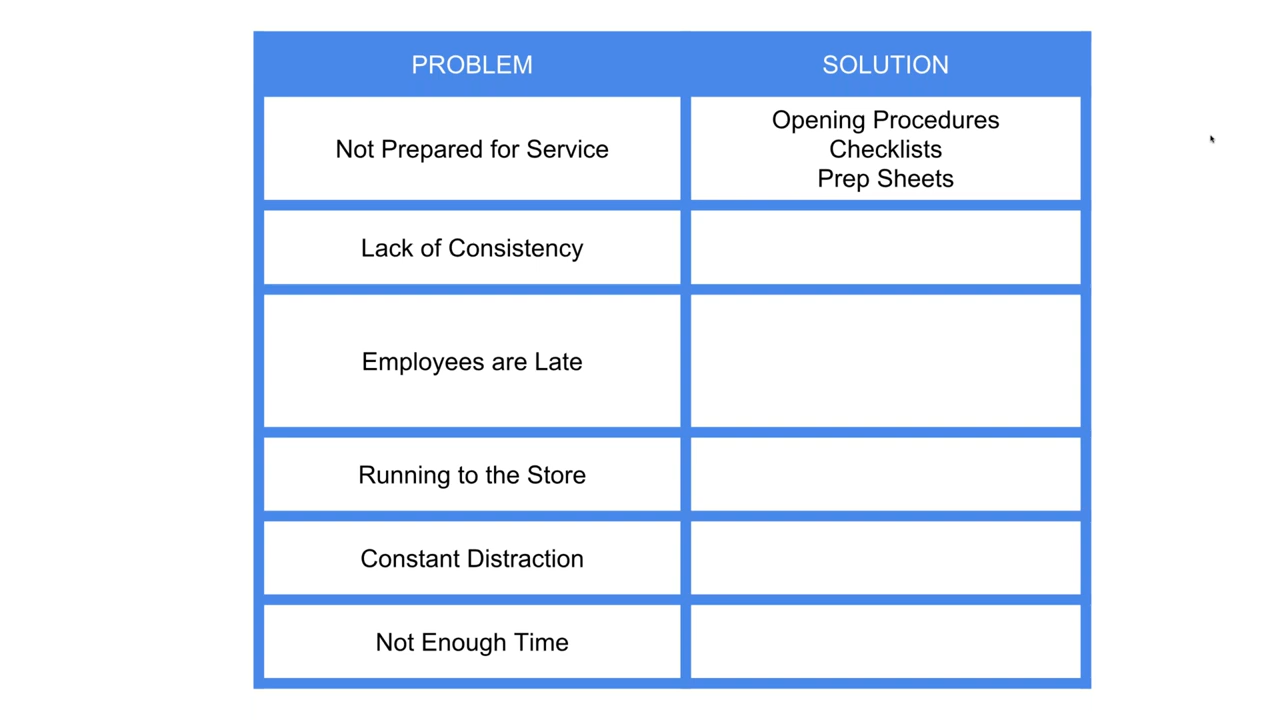 PROBLEM
SOLUTION
Not Prepared for Service
Opening Procedures
Checklists
Prep Sheets
Lack of Consistency
Employees are Late
Running to the Store
Constant Distraction
Not Enough Time